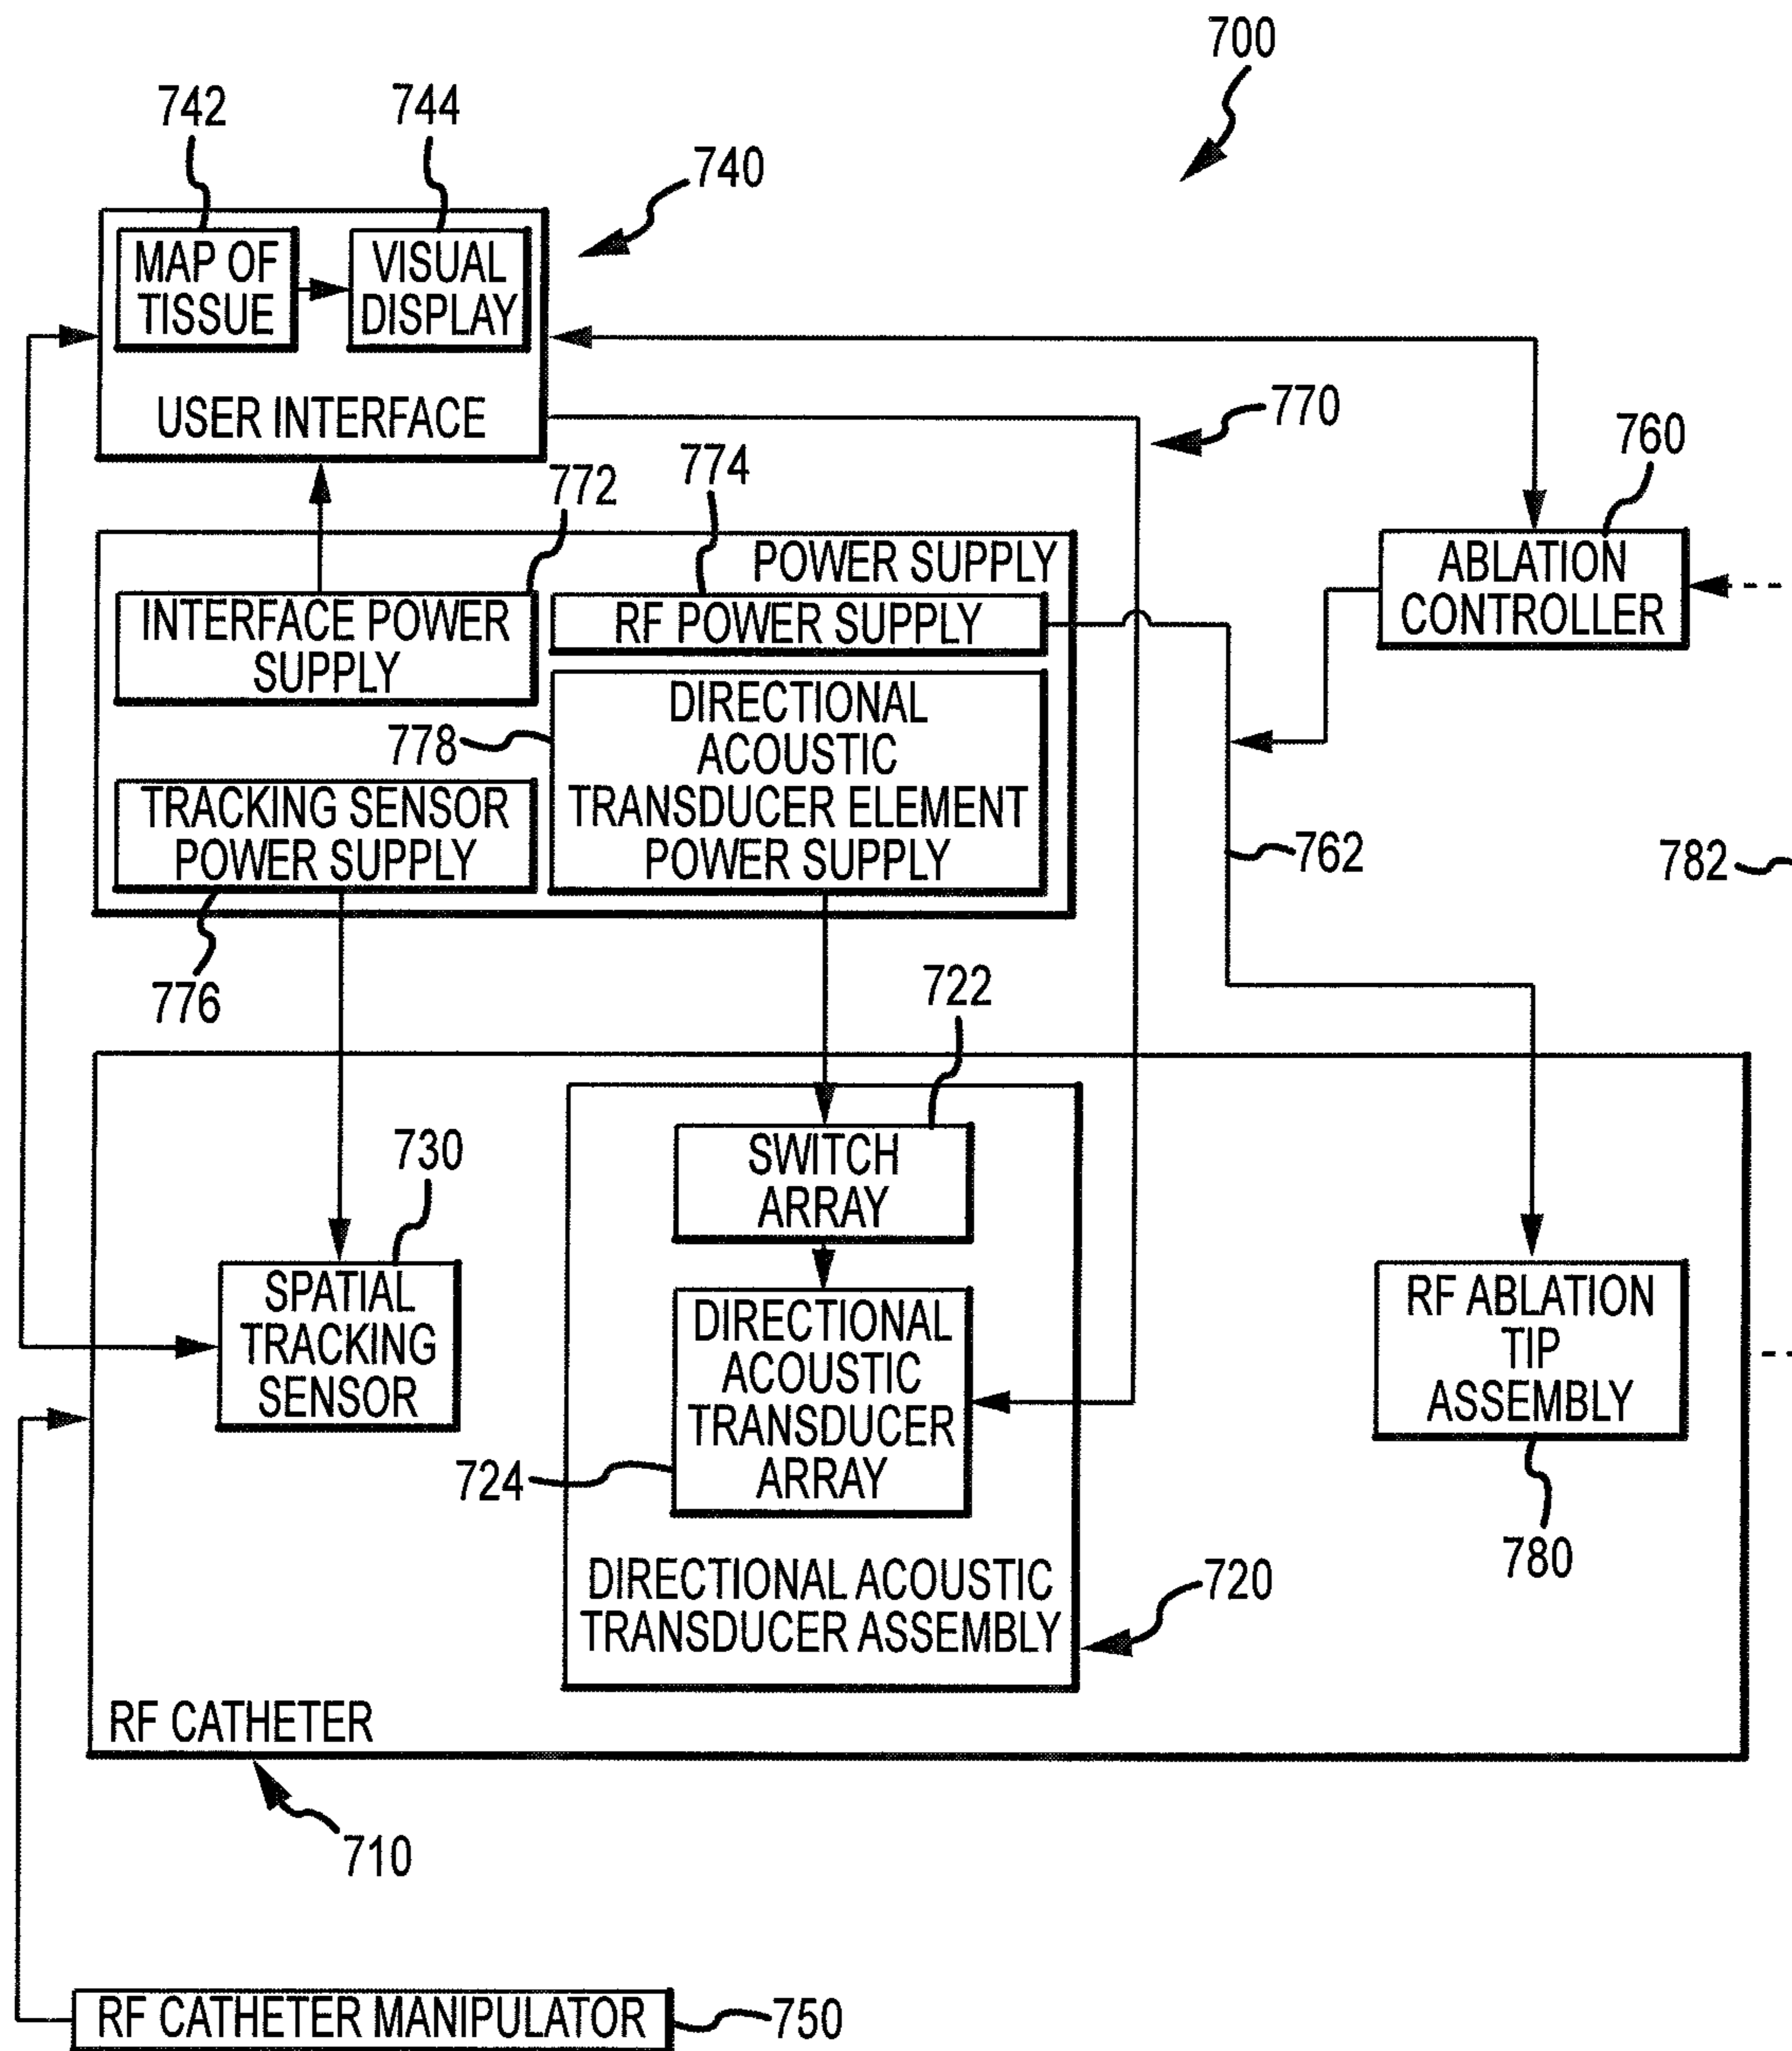 700
742
744
740
MAP OF
TISSUE
VISUAL
DISPLAY
USER INTERFACE
770
760
772
774
POWER SUPPLY
INTERFACE POWER
SUPPLY
RF POWER SUPPLY
ABLATION
CONTROLLER
778
DIRECTIONAL
ACOUSTIC
TRANSDUCER ELEMENT
POWER SUPPLY
TRACKING SENSOR
POWER SUPPLY
762
782
776
722
730
SWITCH
ARRAY
SPATIAL
TRACKING
SENSOR
DIRECTIONAL
ACOUSTIC
TRANSDUCER
ARRAY
RF ABLATION
TIP
ASSEMBLY
724
780
DIRECTIONAL ACOUSTIC
TRANSDUCER ASSEMBLY
720
RF CATHETER
710
RF CATHETER MANIPULATOR
750